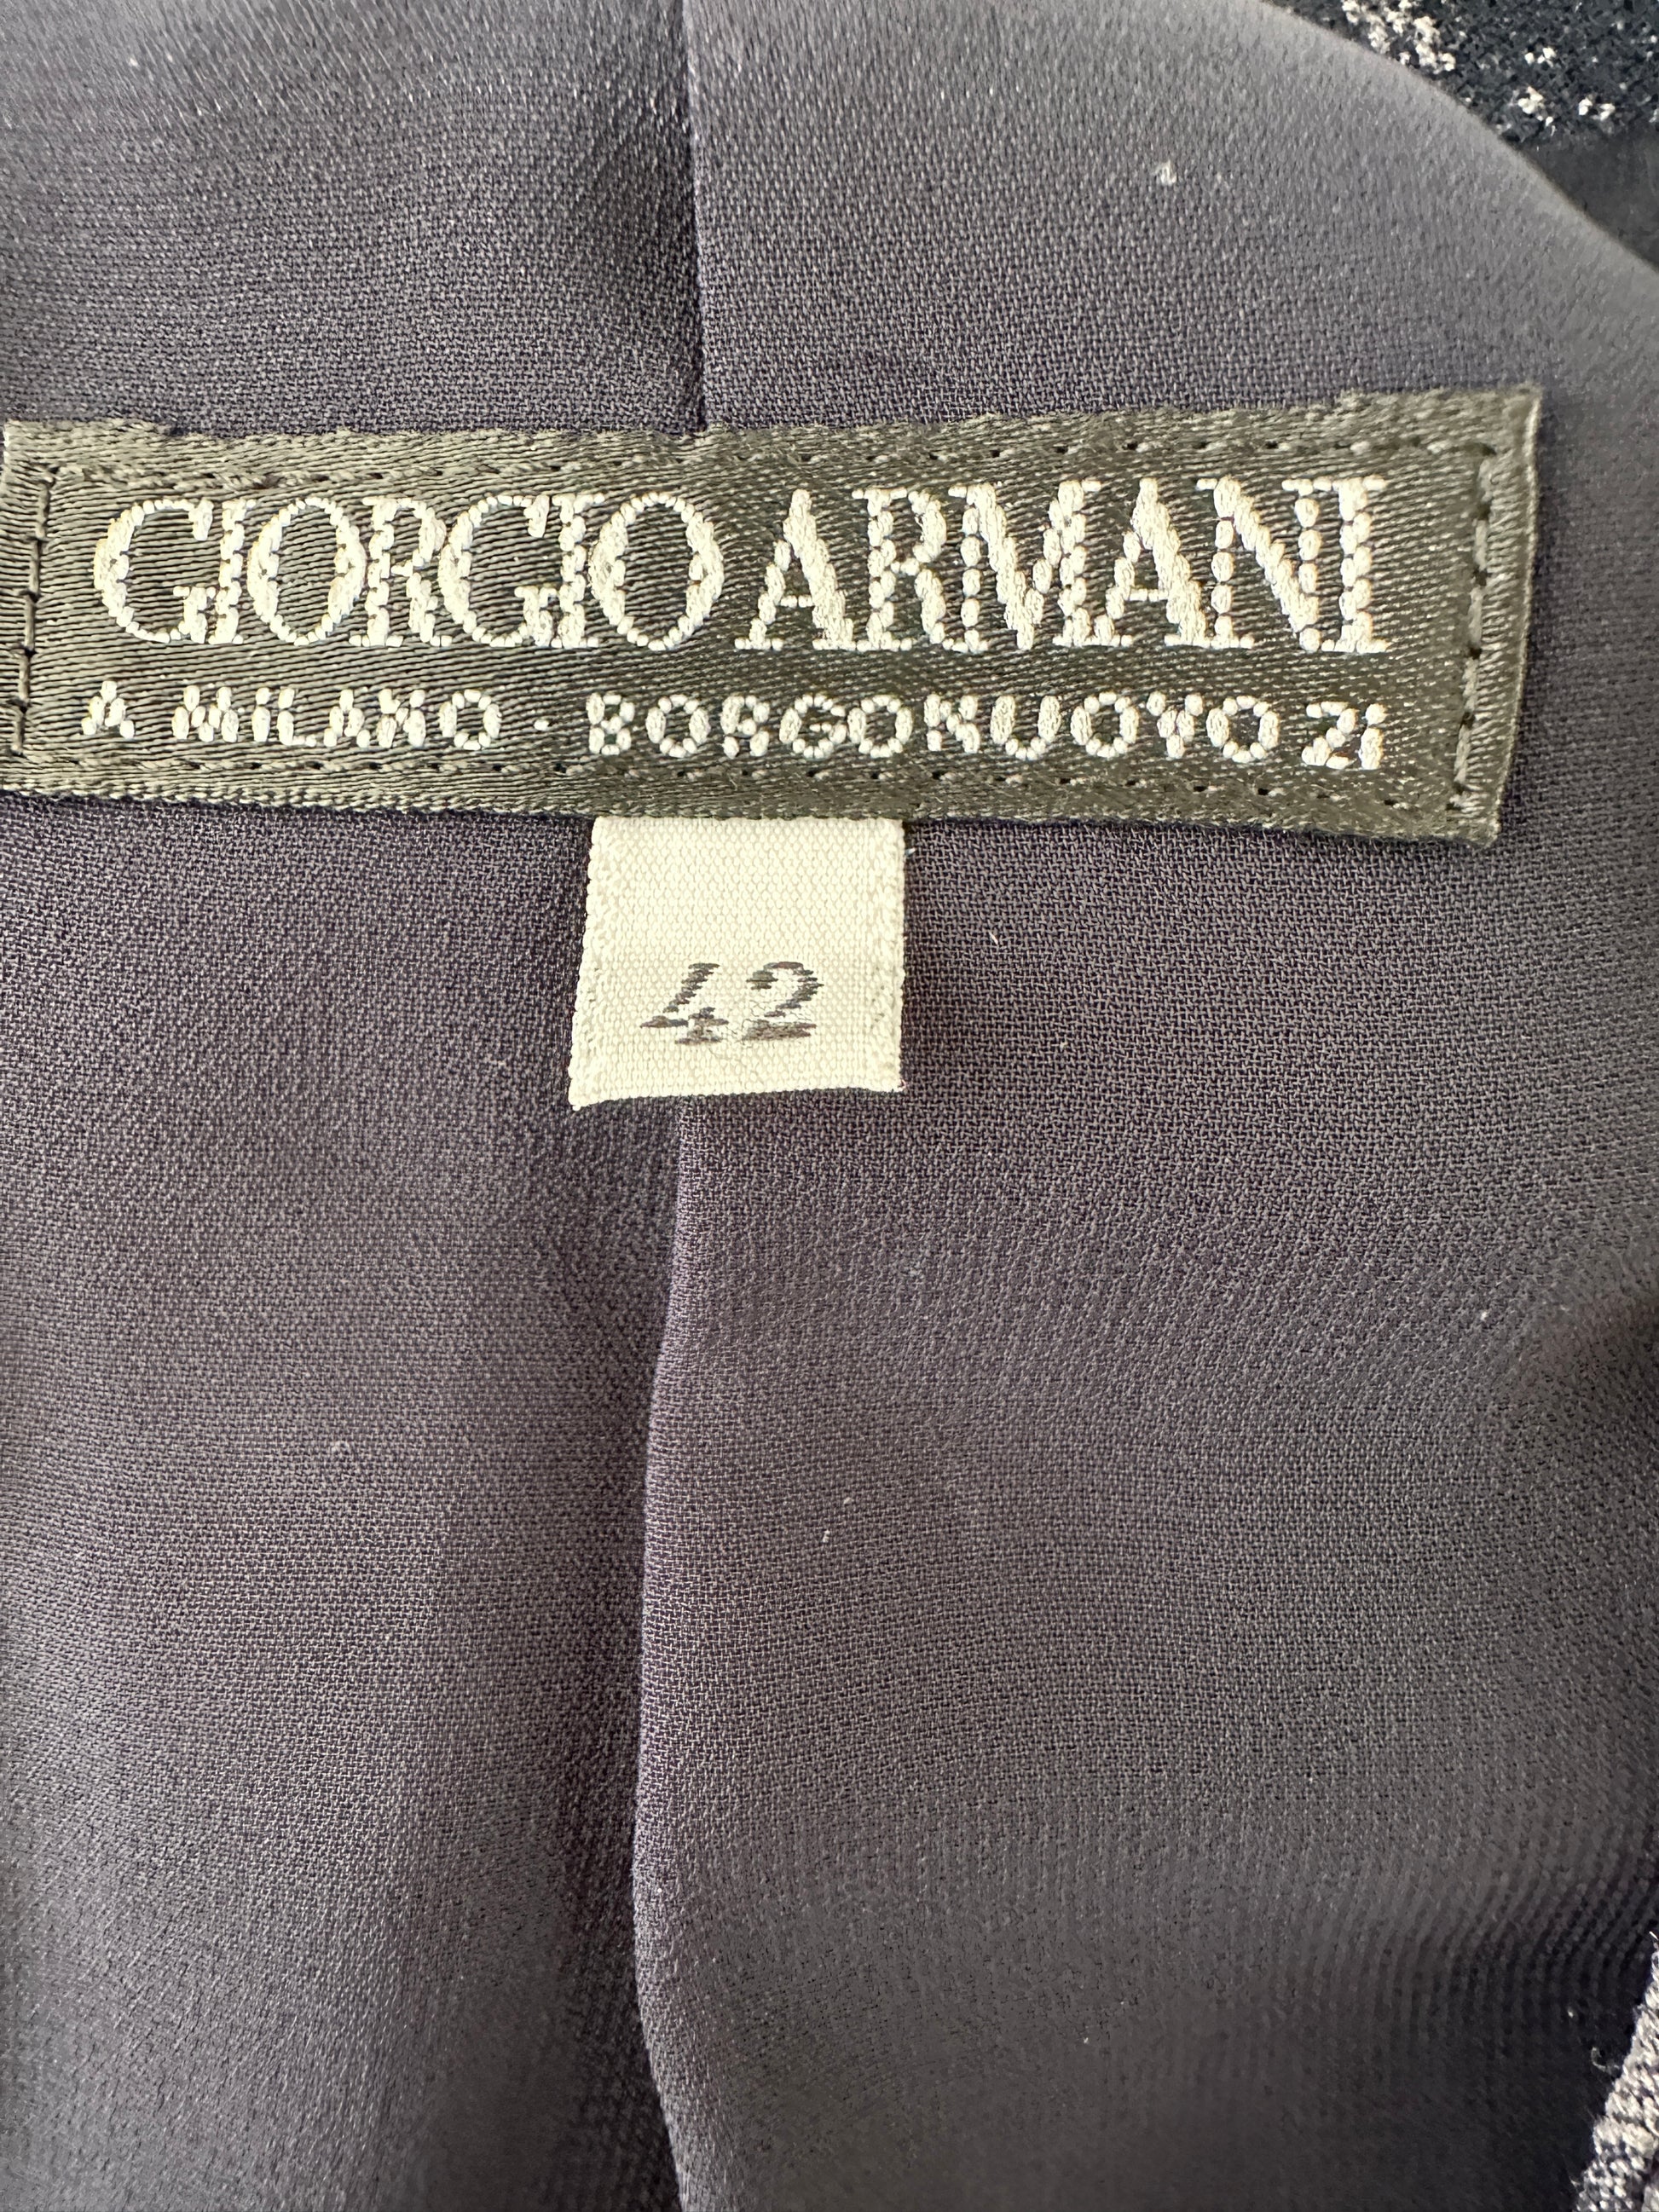 GIORGIO ARMANI
A MILANO · BORGONUOVO 21
42